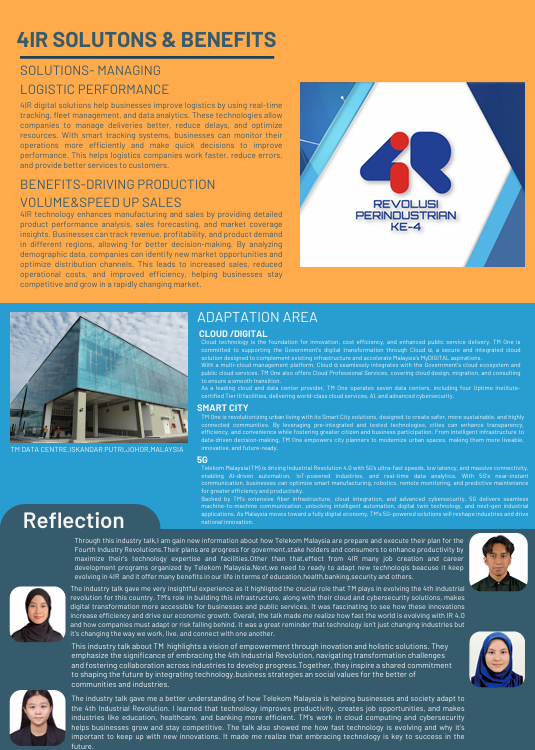 4IR SOLUTONS & BENEFITS
SOLUTIONS- MANAGING
LOGISTIC PERFORMANCE
4IR digital solutions help businesses improve logistics by using real-time
tracking, fleet management, and data analytics. These technologies allow
companies to manage deliveries better, reduce delays, and optimize
resources. With smart tracking systems, businesses can monitor their
operations more efficiently and make quick decisions to improve
performance. This helps logistics companies work faster, reduce errors,
and provide better services to customers.
BENEFITS-DRIVING PRODUCTION
VOLUME&SPEED UP SALES
4IR technology enhances manufacturing and sales by providing detailed
product performance analysis, sales forecasting, and market coverage
insights. Businesses can track revenue, profitability, and product demand
in different regions, allowing for better decision-making. By analyzing
demographic data, companies can identify new market opportunities and
optimize distribution channels. This leads to increased sales, reduced
operational costs, and improved efficiency, helping businesses stay
competitive and grow in a rapidly changing market.
4R
REVOLUSI
PERINDUSTRIAN
KE-4
TM DATA CENTRE,ISKANDAR PUTRI,JOHOR,MALAYSIA
ADAPTATION AREA
CLOUD /DIGITAL
Cloud technology is the foundation for innovation, cost efficiency, and enhanced public service delivery. TM One is
committed to supporting the Government's digital transformation through Cloud α, a secure and integrated cloud
solution designed to complement existing infrastructure and accelerate Malaysia's MyDIGITAL aspirations.
With a multi-cloud management platform, Cloud α seamlessly integrates with the Government's cloud ecosystem and
public cloud services. TM One also offers Cloud Professional Services, covering cloud design, migration, and consulting
to ensure a smooth transition.
As a leading cloud and data center provider, TM One operates seven data centers, including four Uptime Institute-
certified Tier III facilities, delivering world-class cloud services, AI, and advanced cybersecurity.
SMART CITY
TM One is revolutionizing urban living with its Smart City solutions, designed to create safer, more sustainable, and highly
connected communities. By leveraging pre-integrated and tested technologies, cities can enhance transparency,
efficiency, and convenience while fostering greater citizen and business participation. From intelligent infrastructure to
data-driven decision-making, TM One empowers city planners to modernize urban spaces, making them more liveable,
innovative, and future-ready.
5G
Telekom Malaysia(TM) is driving Industrial Revolution 4.0 with 5G's ultra-fast speeds, low latency, and massive connectivity,
enabling AI-driven automation, IoT-powered industries, and real-time data analytics. With 5G's near-instant
communication, businesses can optimize smart manufacturing, robotics, remote monitoring, and predictive maintenance
for greater efficiency and productivity.
Backed by TM's extensive fiber infrastructure, cloud integration, and advanced cybersecurity, 5G delivers seamless
machine-to-machine communication, unlocking intelligent automation, digital twin technology, and next-gen industrial
applications. As Malaysia moves toward a fully digital economy, TM's 5G-powered solutions will reshape industries and drive
national innovation.
Reflection
Through this industry talk,I am gain new information about how Telekom Malaysia are prepare and execute their plan for the
Fourth Industry Revolutions.Their plans are progress for goverment,stake holders and consumers to enhance productivity by
maximize their's technology expertise and facilities.Other than that,effect from 4IR many job creation and career
development programs organized by Telekom Malaysia.Next,we need to ready to adapt new technologis beacuse it keep
evolving in 4IR and it offer many benefits in our life in terms of education,health,banking,security and others.
The industry talk gave me very insightful experience as it highlighted the crucial role that TM plays in evolving the 4th industrial
revolution for this country. TM's role in building this infrastructure, along with their cloud and cybersecurity solutions, makes
digital transformation more accessible for businesses and public services. It was fascinating to see how these innovations
increase efficiency and drive our economic growth. Overall, the talk made me realize how fast the world is evolving with IR 4.0
and how companies must adapt or risk falling behind. It was a great reminder that technology isn't just changing industries but
it's changing the way we work, live, and connect with one another.
This industry talk about TM highlights a vision of empowerment through inovation and holistic solutions. They
emphasize the significance of embracing the 4th Industrial Revolution, navigating transformation challenges
and fostering collaboration across industries to develop progress.Together, they inspire a shared commitment
to shaping the future by integrating technology,business strategies an social values for the better of
communities and industries.
The industry talk gave me a better understanding of how Telekom Malaysia is helping businesses and society adapt to
the 4th Industrial Revolution. I learned that technology improves productivity, creates job opportunities, and makes
industries like education, healthcare, and banking more efficient. TM's work in cloud computing and cybersecurity
helps businesses grow and stay competitive. The talk also showed me how fast technology is evolving and why it's
important to keep up with new innovations. It made me realize that embracing technology is key to success in the
future.